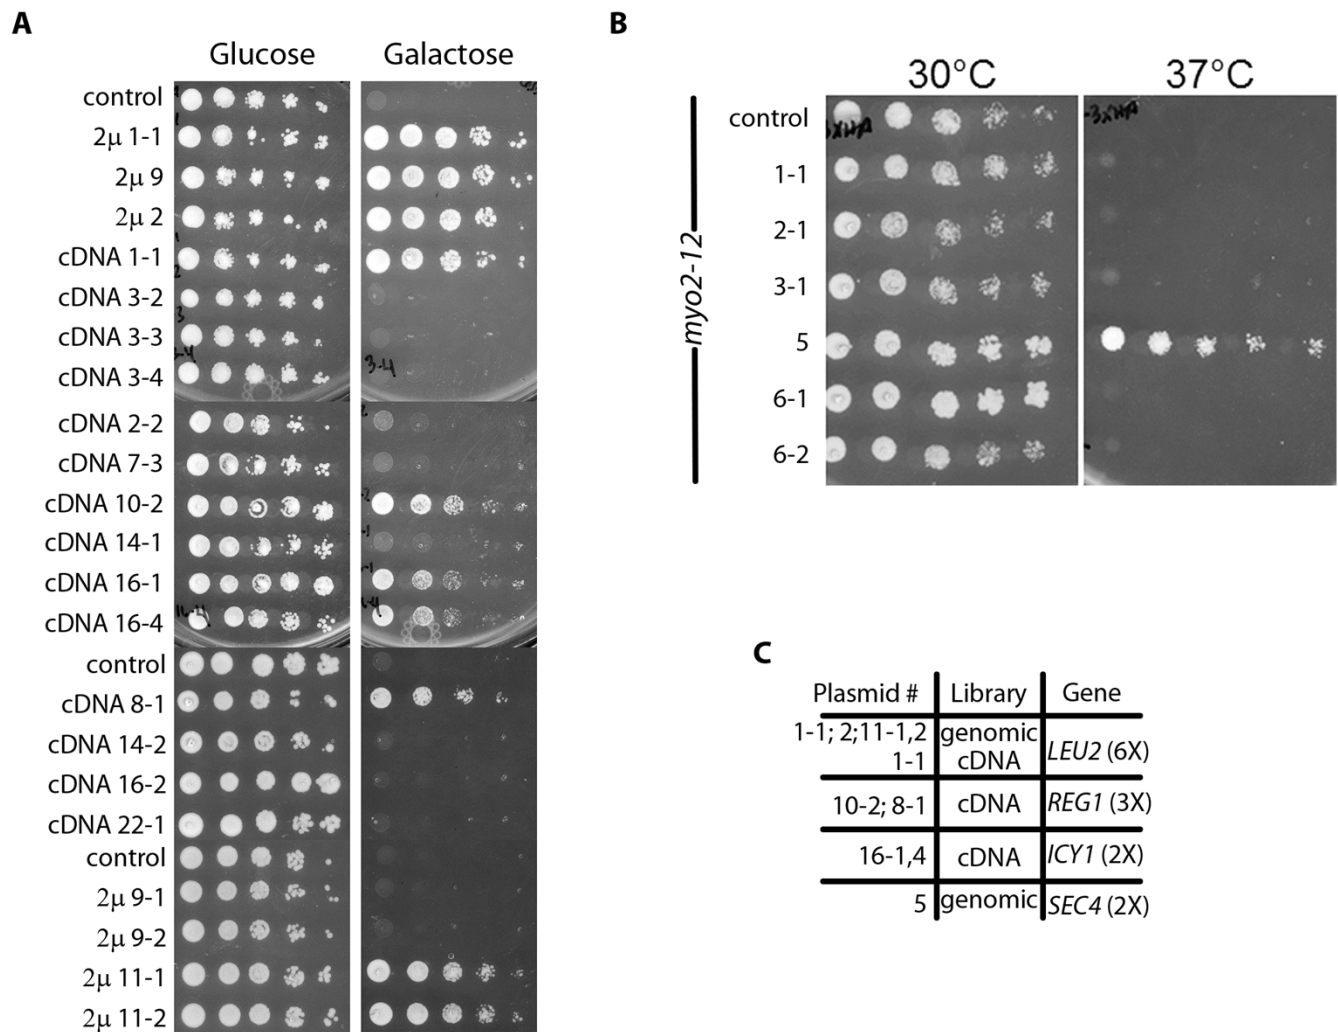 A
Glucose Galactose
control
2μ 1-1
2μ 9
2μ 2
cDNA 1-1
cDNA 3-2
cDNA 3-3
cDNA 3-4
3-4
cDNA 2-2
cDNA 7-3
cDNA 10-2
cDNA 14-1
cDNA 16-1
cDNA 16-4
16-4
control
cDNA 8-1
cDNA 14-2
cDNA 16-2
cDNA 22-1
control
2μ 9-1
2μ 9-2
2μ 11-1
2μ 11-2
B
30°C 37°C
myo2-12
control
-3XHA
1-1
2-1
3-1
5
6-1
6-2
C
Plasmid # Library Gene
1-1; 2;11-1,2 genomic
1-1 cDNA LEU2 (6X)
10-2; 8-1 cDNA REG1 (3X)
16-1,4 cDNA ICY1 (2X)
5 genomic SEC4 (2X)